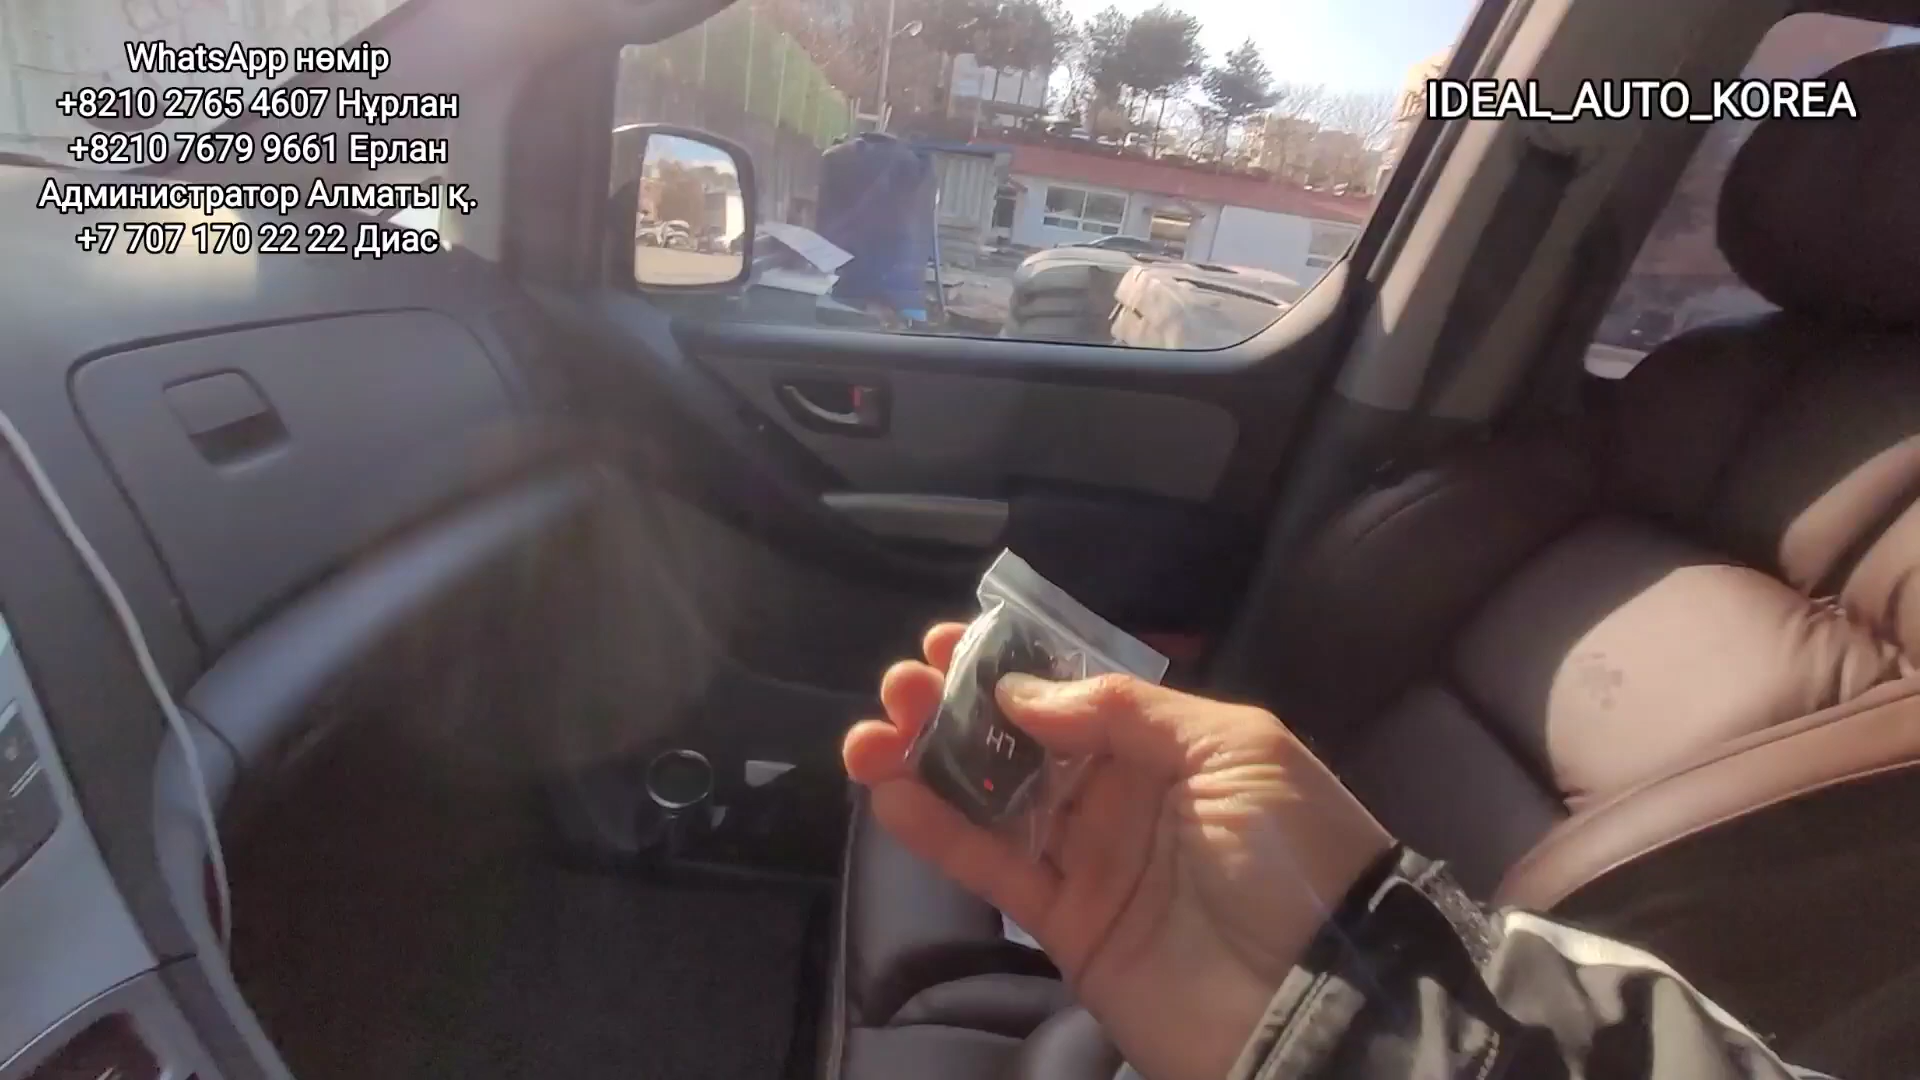 WhatsApp нөмір
+8210 2765 4607 Нұрлан
+8210 7679 9661 Ерлан
Администратор Алматы қ.
+7 707 170 22 22 Диас
IDEAL_AUTO_KOREA
H7